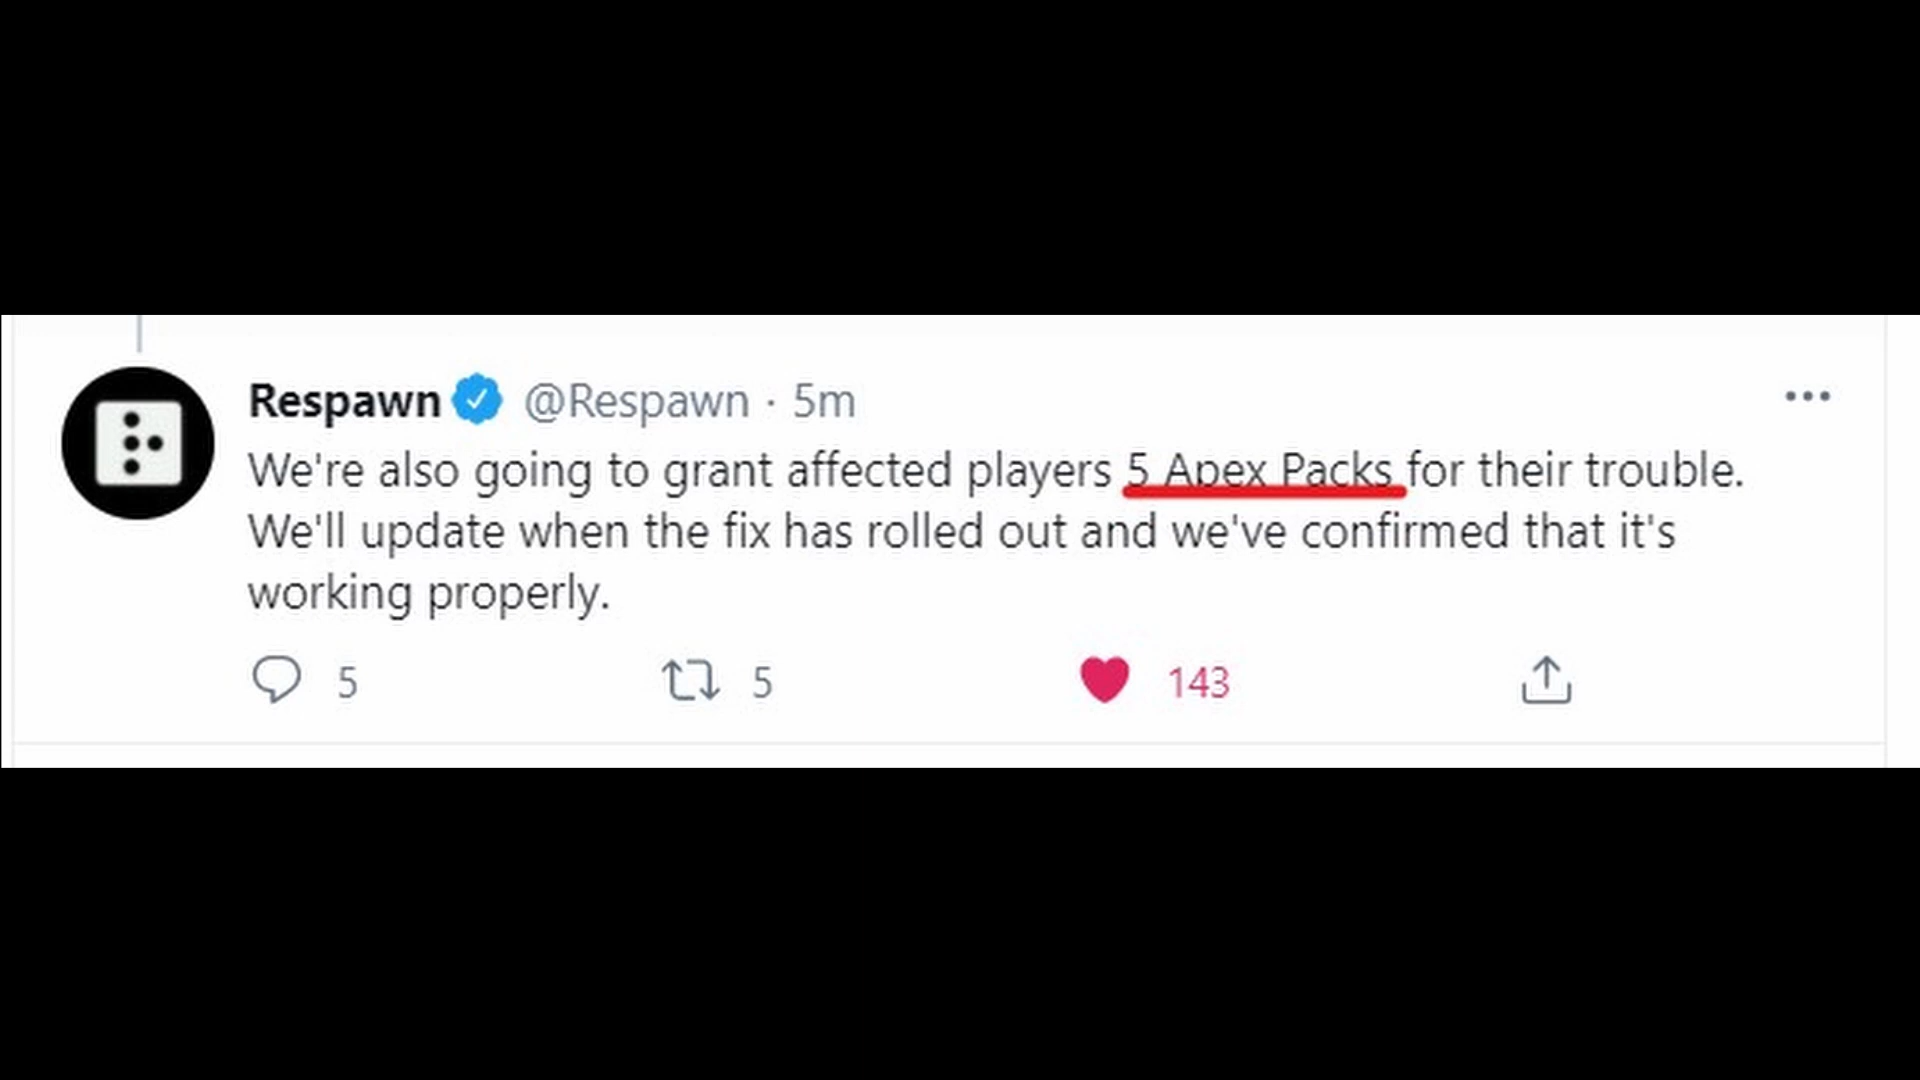 Respawn @Respawn · 5m
We're also going to grant affected players 5 Apex Packs for their trouble.
We'll update when the fix has rolled out and we've confirmed that it's
working properly.
5 5 143